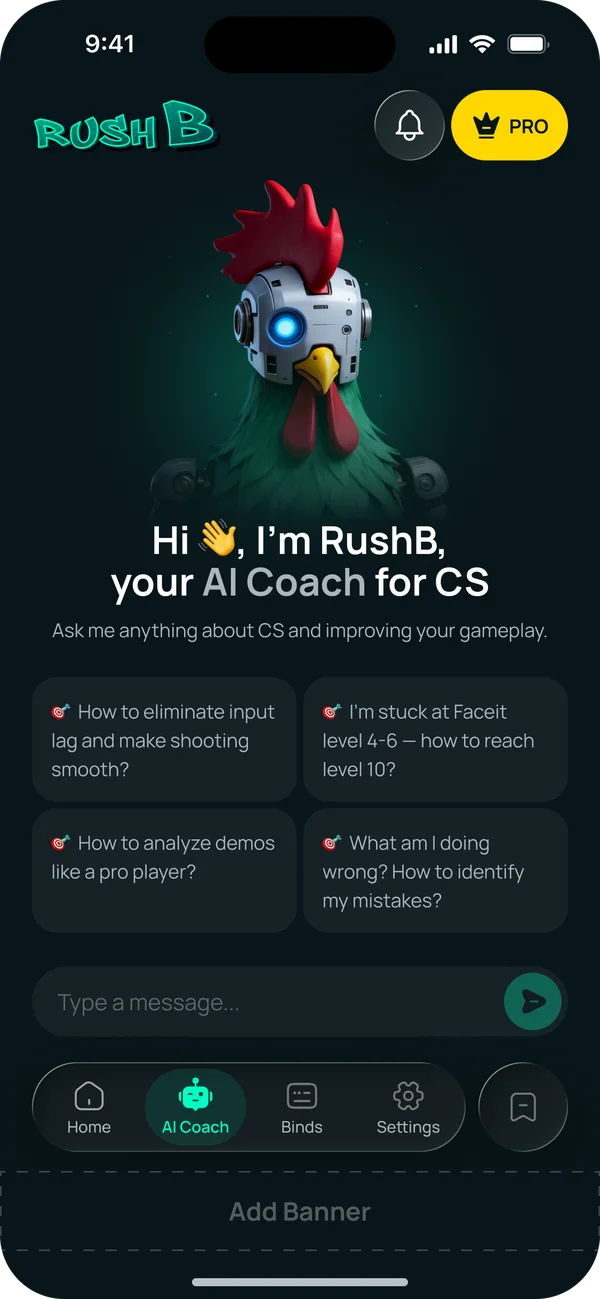 9:41
RUSH B
PRO
Hi 👋, I'm RushB,
your AI Coach for CS
Ask me anything about CS and improving your gameplay.
🎯 How to eliminate input
lag and make shooting
smooth?
🎯 I'm stuck at Faceit
level 4-6 — how to reach
level 10?
🎯 How to analyze demos
like a pro player?
🎯 What am I doing
wrong? How to identify
my mistakes?
Type a message...
Home
AI Coach
Binds
Settings
Add Banner